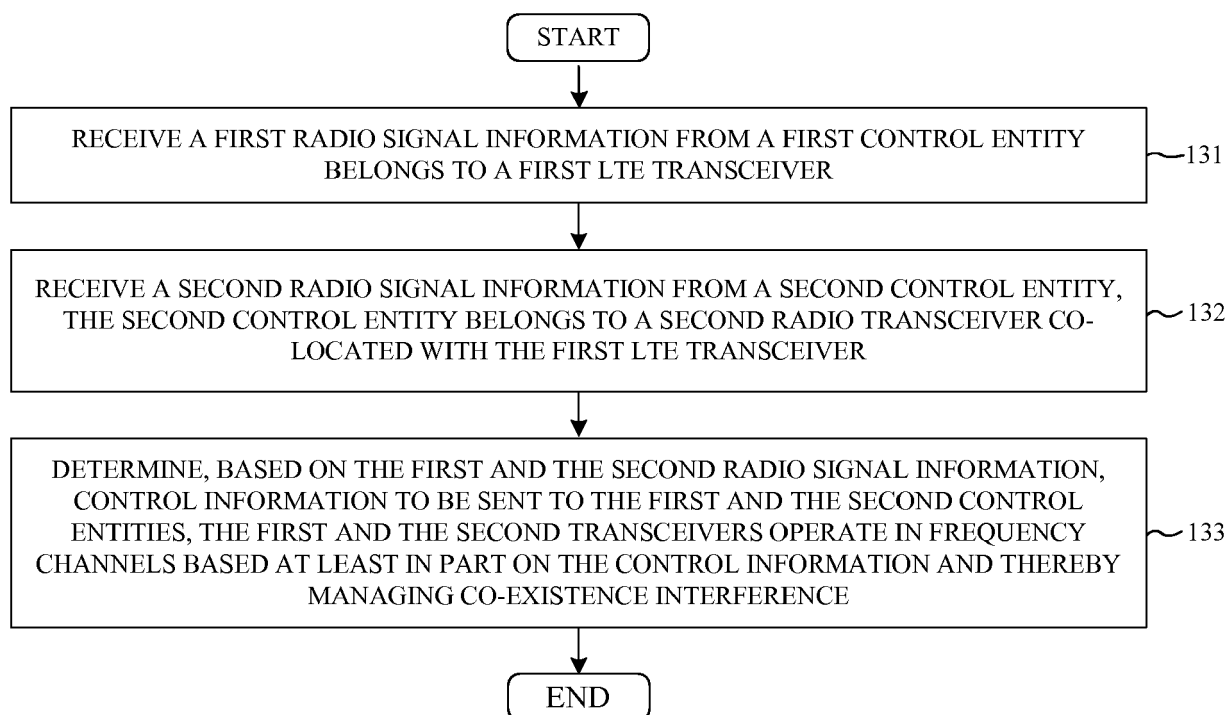 START
RECEIVE A FIRST RADIO SIGNAL INFORMATION FROM A FIRST CONTROL ENTITY
BELONGS TO A FIRST LTE TRANSCEIVER
131
RECEIVE A SECOND RADIO SIGNAL INFORMATION FROM A SECOND CONTROL ENTITY,
THE SECOND CONTROL ENTITY BELONGS TO A SECOND RADIO TRANSCEIVER CO-
LOCATED WITH THE FIRST LTE TRANSCEIVER
132
DETERMINE, BASED ON THE FIRST AND THE SECOND RADIO SIGNAL INFORMATION,
CONTROL INFORMATION TO BE SENT TO THE FIRST AND THE SECOND CONTROL
ENTITIES, THE FIRST AND THE SECOND TRANSCEIVERS OPERATE IN FREQUENCY
CHANNELS BASED AT LEAST IN PART ON THE CONTROL INFORMATION AND THEREBY
MANAGING CO-EXISTENCE INTERFERENCE
133
END